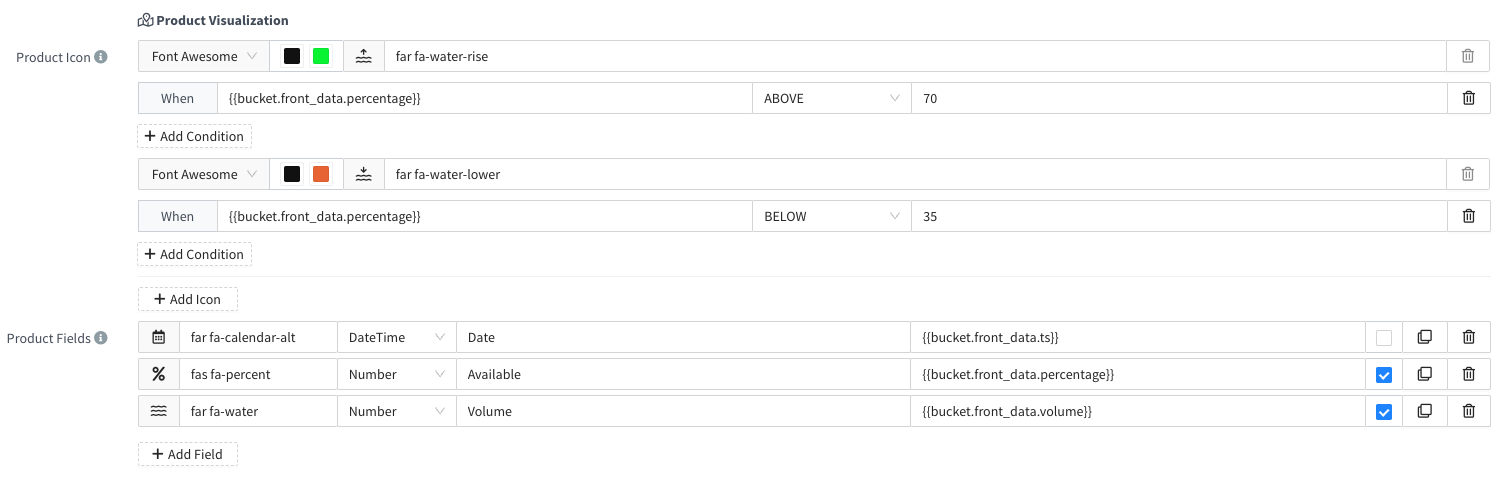 Product Visualization
Product Icon
Font Awesome far fa-water-rise
When {{bucket.front_data.percentage}} ABOVE 70
+ Add Condition
Font Awesome far fa-water-lower
When {{bucket.front_data.percentage}} BELOW 35
+ Add Condition
+ Add Icon
Product Fields
far fa-calendar-alt DateTime Date {{bucket.front_data.ts}}
fas fa-percent Number Available {{bucket.front_data.percentage}}
far fa-water Number Volume {{bucket.front_data.volume}}
+ Add Field